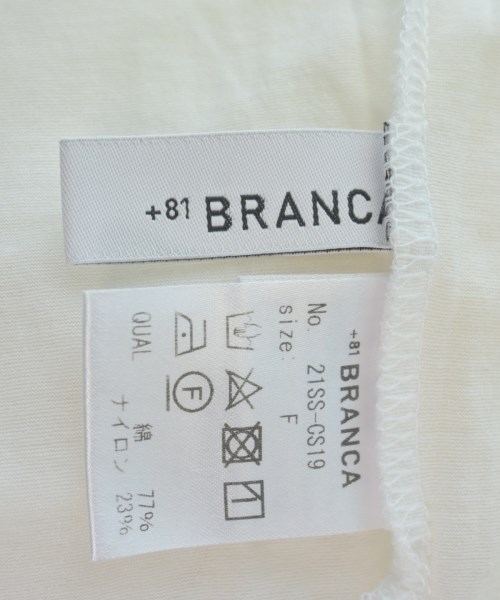 +81 BRANCA
+81 BRANCA
No. 21SS-CS19
size: F
F
QUAL 綿 77%
ナイロン 23%